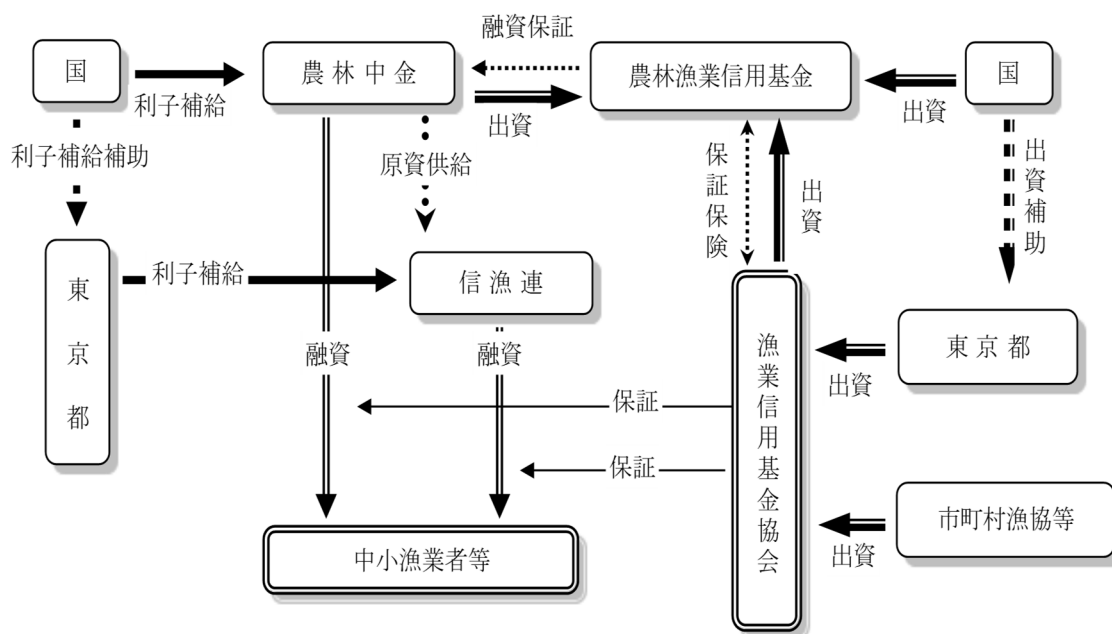 融資保証
国
農林中金
農林漁業信用基金
国
利子補給
出資
出資
利子補給補助
原資供給
保証保険
出資
出資補助
東京都
利子補給
信漁連
漁業信用基金協会
東京都
融資
融資
出資
保証
保証
市町村漁協等
中小漁業者等
出資